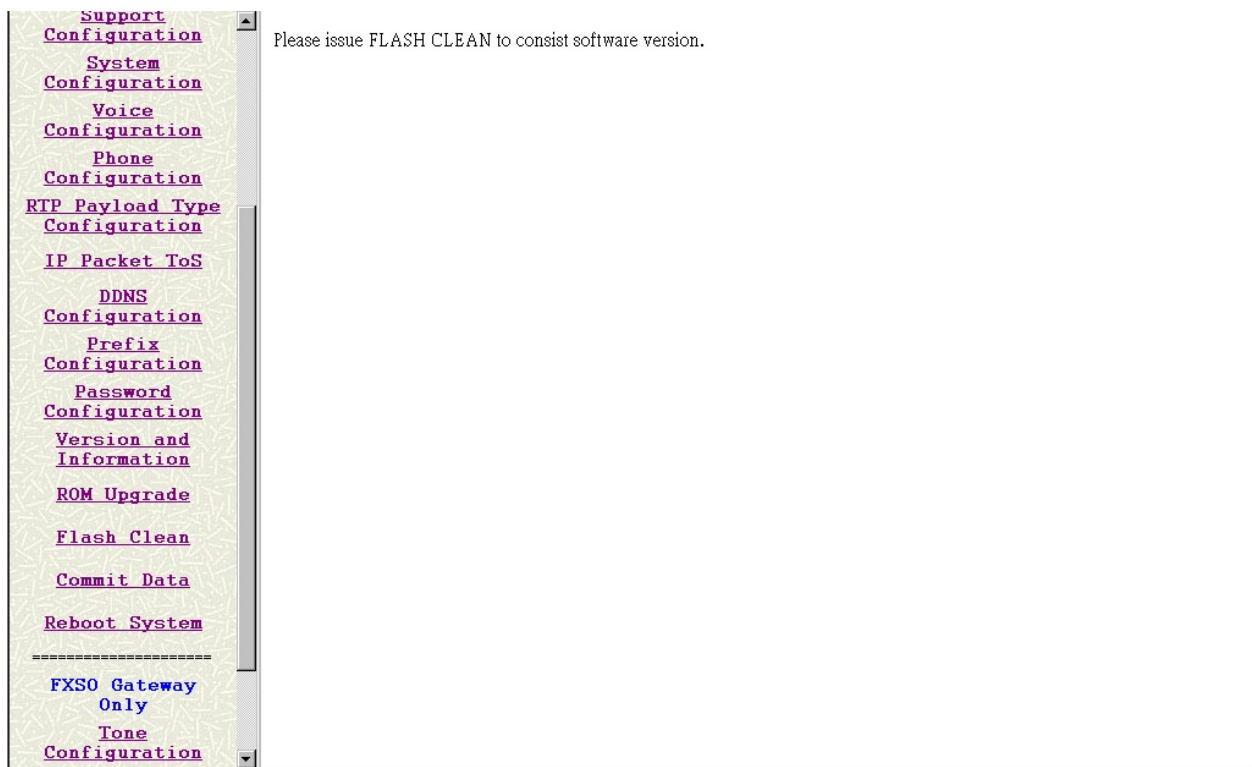 Support
Configuration
System
Configuration
Voice
Configuration
Phone
Configuration
RTP Payload Type
Configuration
IP Packet ToS
DDNS
Configuration
Prefix
Configuration
Password
Configuration
Version and
Information
ROM Upgrade
Flash Clean
Commit Data
Reboot System
=====================
FXSO Gateway
Only
Tone
Configuration
Please issue FLASH CLEAN to consist software version.